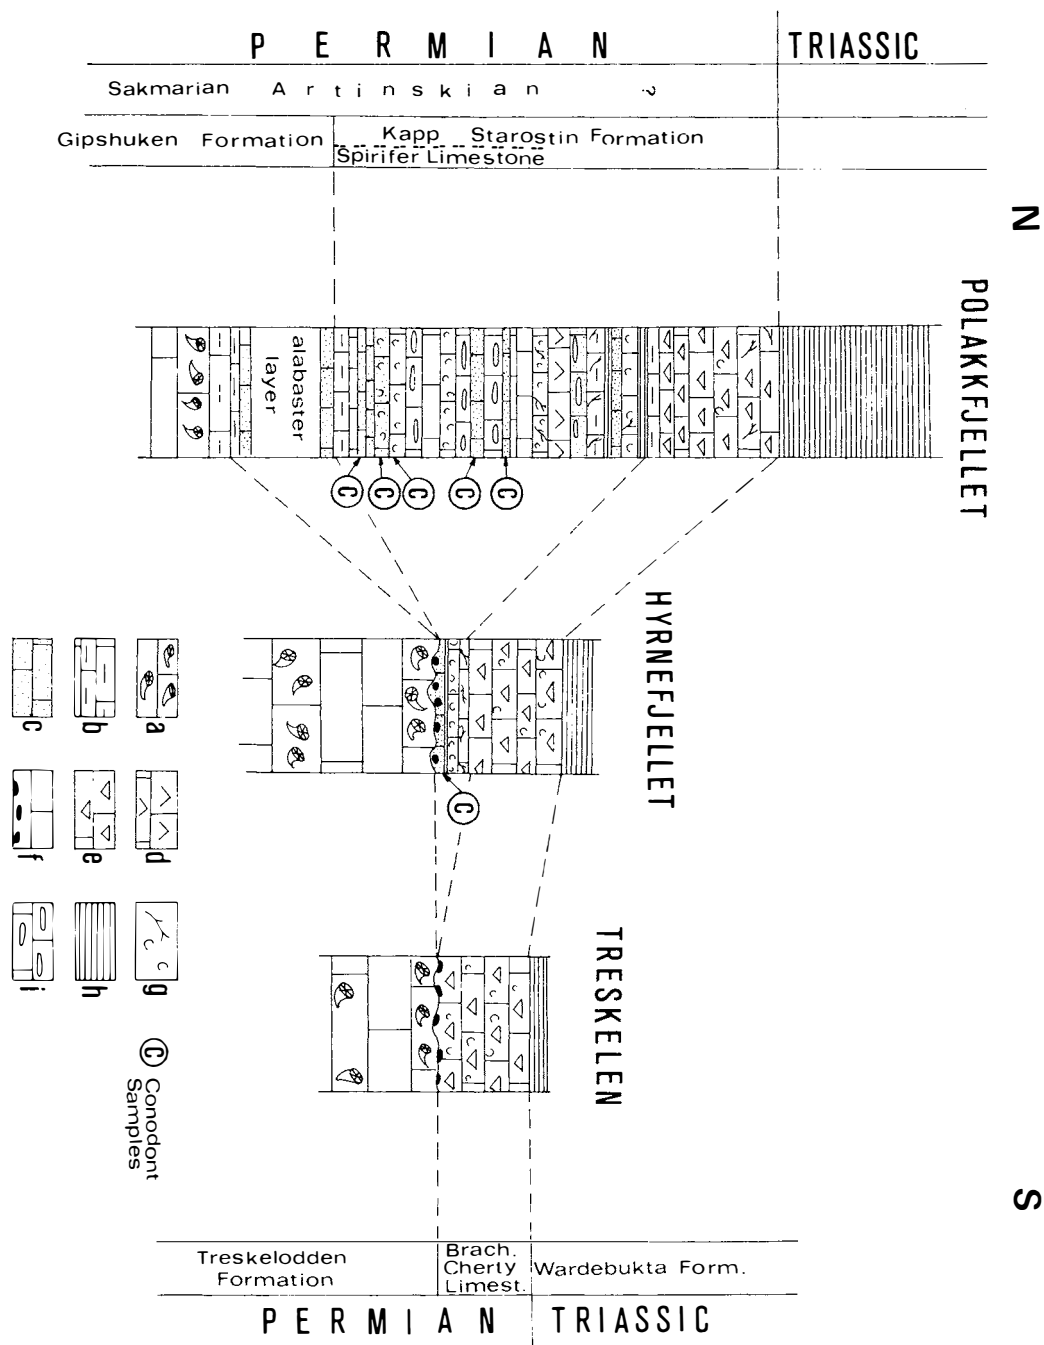 PERMIAN TRIASSIC
Sakmarian Artinskian ?
Gipshuken Formation Kapp Starostin Formation
Spirifer Limestone
N
POLAKKFJELLET
alabaster
layer
C C C C C
HYRNEFJELLET
C
a
b
c
d
e
f
g
h
i
C Conodont
Samples
TRESKELEN
S
Treskelodden
Formation
Brach.
Cherty
Limest.
Wardebukta Form.
PERMIAN TRIASSIC